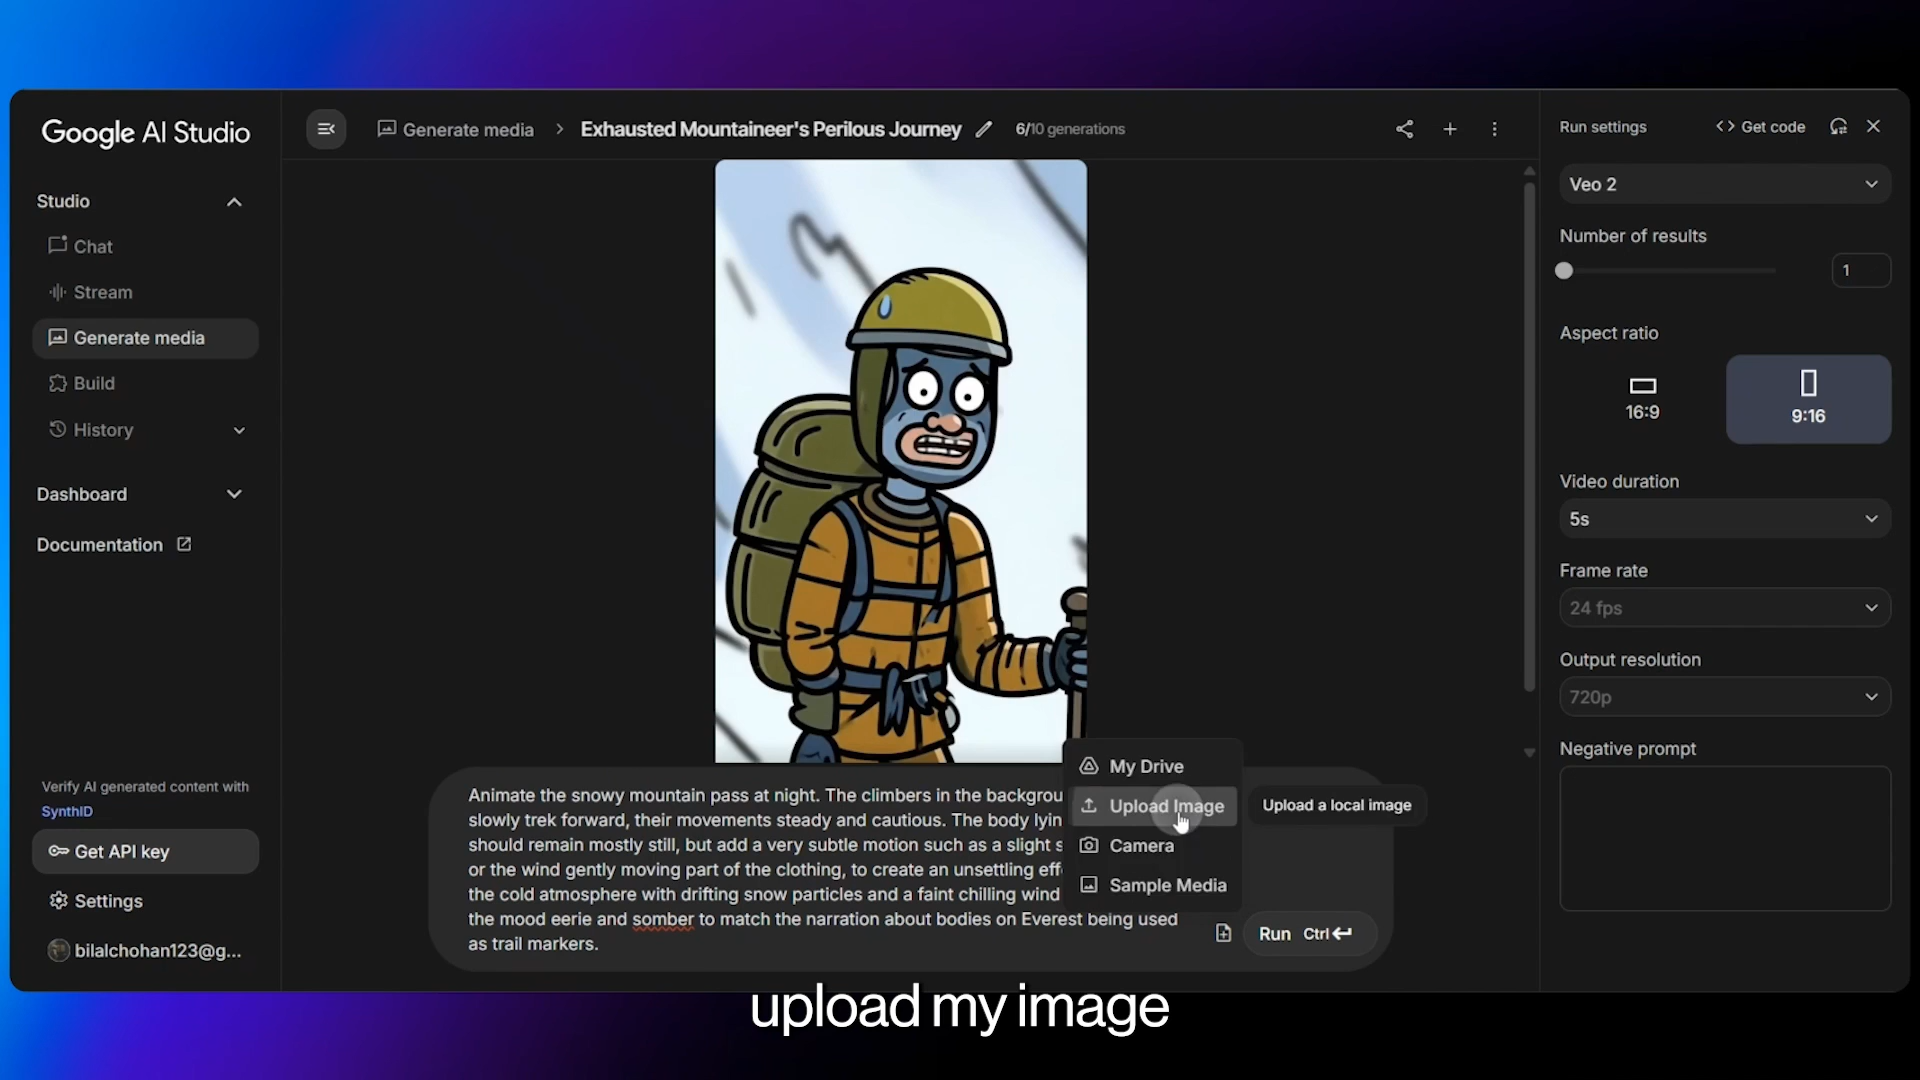 Google AI Studio
Studio
Chat
Stream
Generate media
Build
History
Dashboard
Documentation
Verify AI generated content with
SynthID
Get API key
Settings
bilalchohan123@g...
Generate media > Exhausted Mountaineer's Perilous Journey 6/10 generations
Animate the snowy mountain pass at night. The climbers in the backgrou
slowly trek forward, their movements steady and cautious. The body lyin
should remain mostly still, but add a very subtle motion such as a slight s
or the wind gently moving part of the clothing, to create an unsettling eff
the cold atmosphere with drifting snow particles and a faint chilling wind
the mood eerie and somber to match the narration about bodies on Everest being used
as trail markers.
My Drive
Upload Image
Upload a local image
Camera
Sample Media
Run Ctrl
Run settings
<> Get code
Veo 2
Number of results
1
Aspect ratio
16:9
9:16
Video duration
5s
Frame rate
24 fps
Output resolution
720p
Negative prompt
upload my image